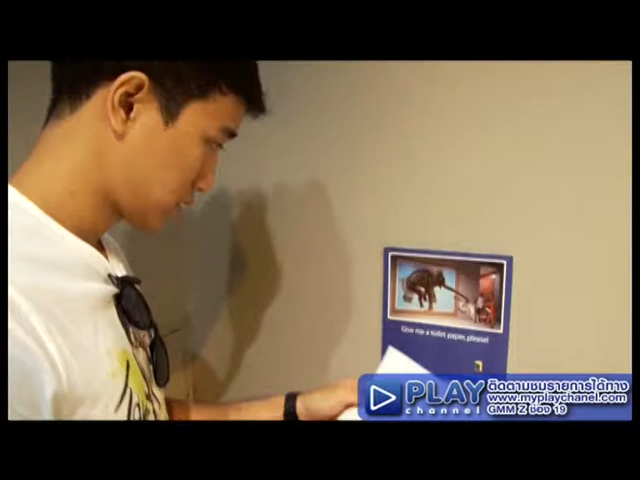 Give me a toilet paper, please!
PLAY
channel
ติดตามชมรายการได้ทาง
www.myplaychanel.com
GMM Z ช่อง 19